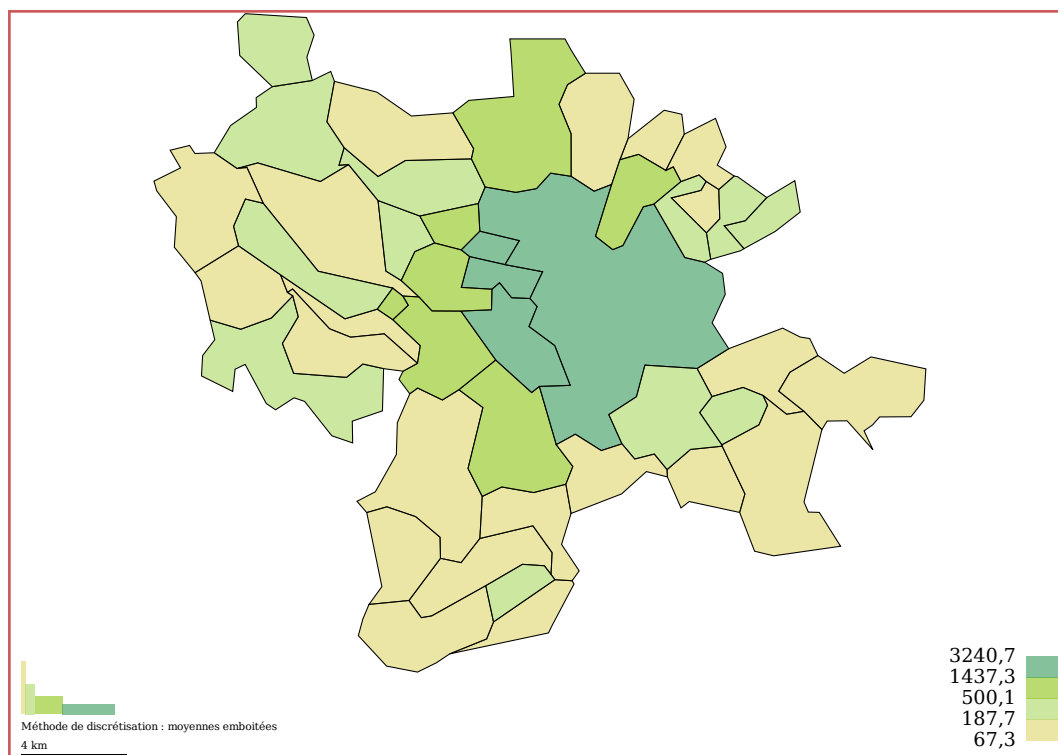 3240,7
1437,3
500,1
187,7
67,3
Méthode de discrétisation : moyennes emboitées
4 km